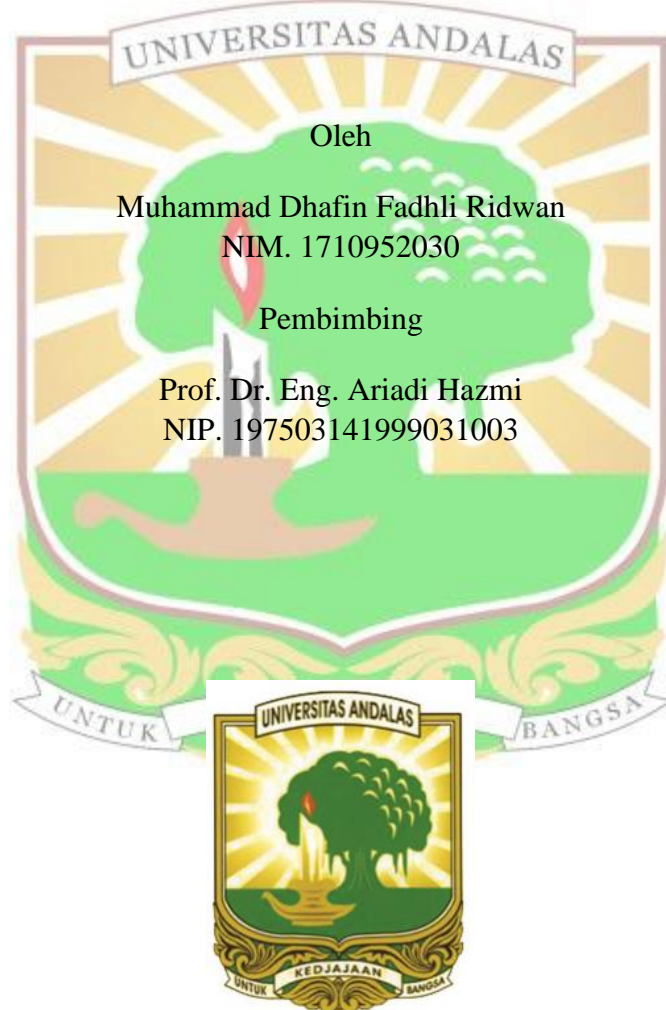 UNIVERSITAS ANDALAS
Oleh
Muhammad Dhafin Fadhli Ridwan
NIM. 1710952030
Pembimbing
Prof. Dr. Eng. Ariadi Hazmi
NIP. 197503141999031003
UNTUK
BANGSA
UNIVERSITAS ANDALAS
UNTUK KEDJAJAAN BANGSA